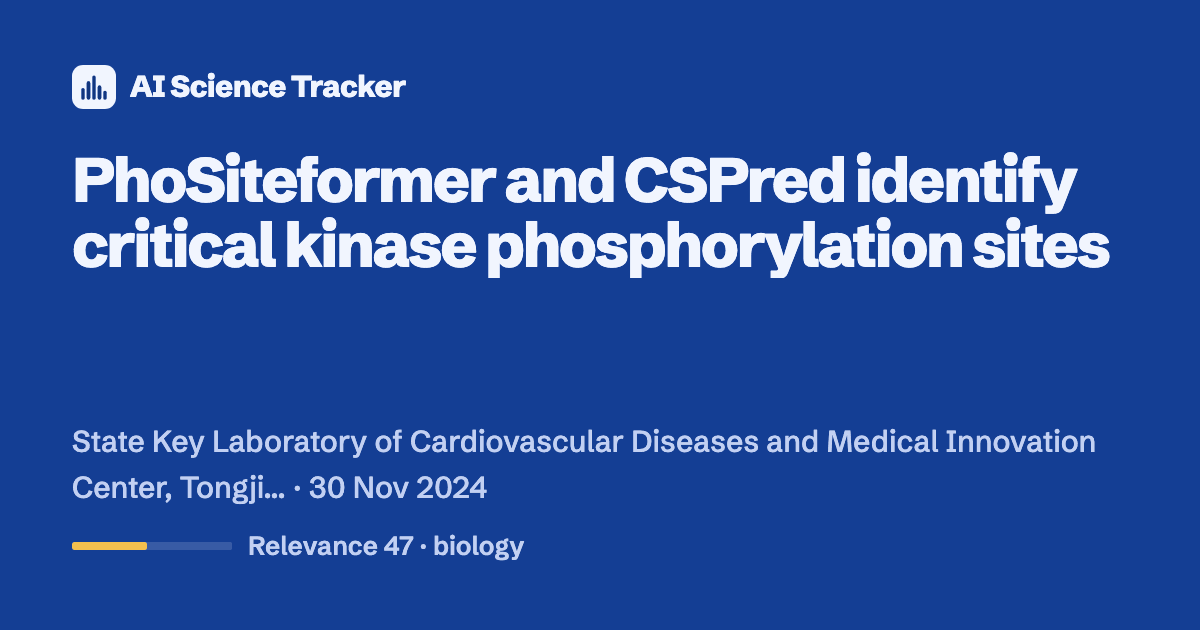 AI Science Tracker
PhoSiteformer and CSPred identify
critical kinase phosphorylation sites
State Key Laboratory of Cardiovascular Diseases and Medical Innovation
Center, Tongji… · 30 Nov 2024
Relevance 47 · biology